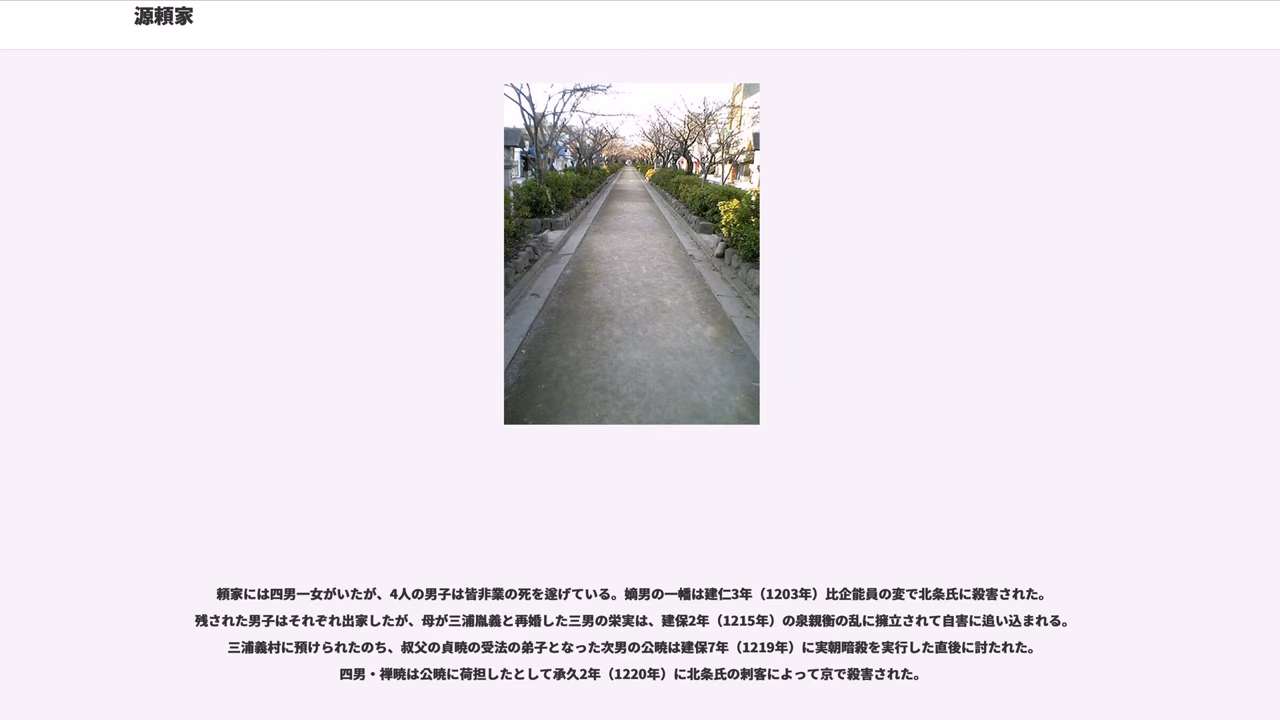 源頼家
頼家には四男一女がいたが、4人の男子は皆非業の死を遂げている。嫡男の一幡は建仁3年（1203年）比企能員の変で北条氏に殺害された。
残された男子はそれぞれ出家したが、母が三浦胤義と再婚した三男の栄実は、建保2年（1215年）の泉親衡の乱に擁立されて自害に追い込まれる。
三浦義村に預けられたのち、叔父の貞暁の受法の弟子となった次男の公暁は建保7年（1219年）に実朝暗殺を実行した直後に討たれた。
四男・禅暁は公暁に荷担したとして承久2年（1220年）に北条氏の刺客によって京で殺害された。